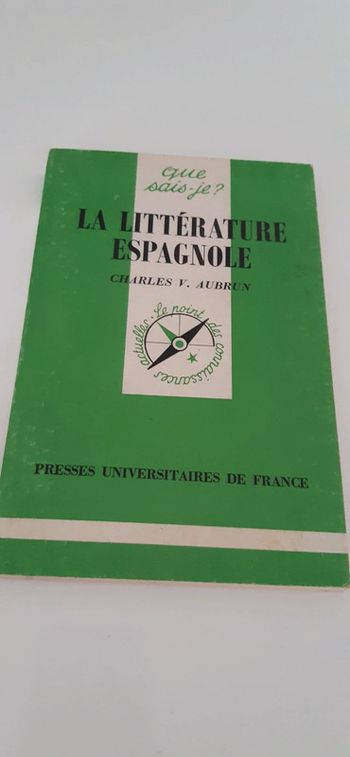 que
sais-je?
LA LITTÉRATURE
ESPAGNOLE
CHARLES V. AUBRUN
Le point des connaissances actuelles
PRESSES UNIVERSITAIRES DE FRANCE